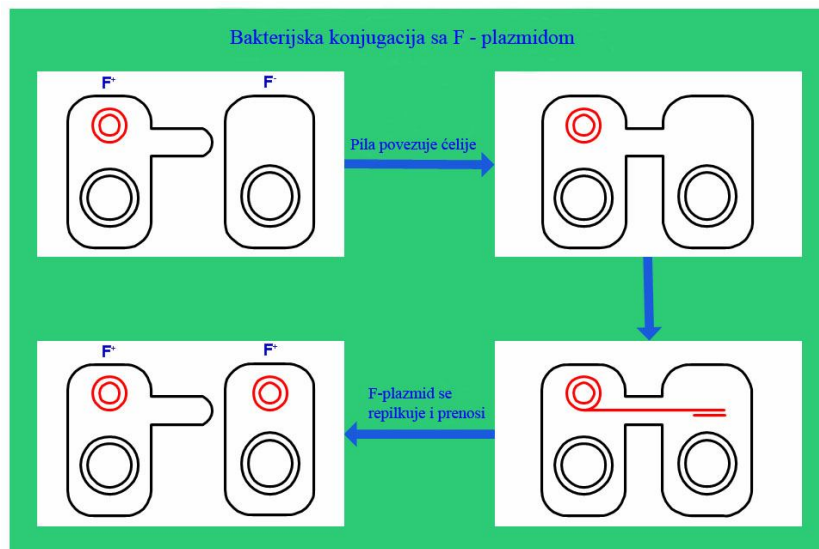 Bakterijska konjugacija sa F - plazmidom
F⁺
F⁻
Pila povezuje ćelije
F⁺
F⁺
F-plazmid se
repilkuje i prenosi